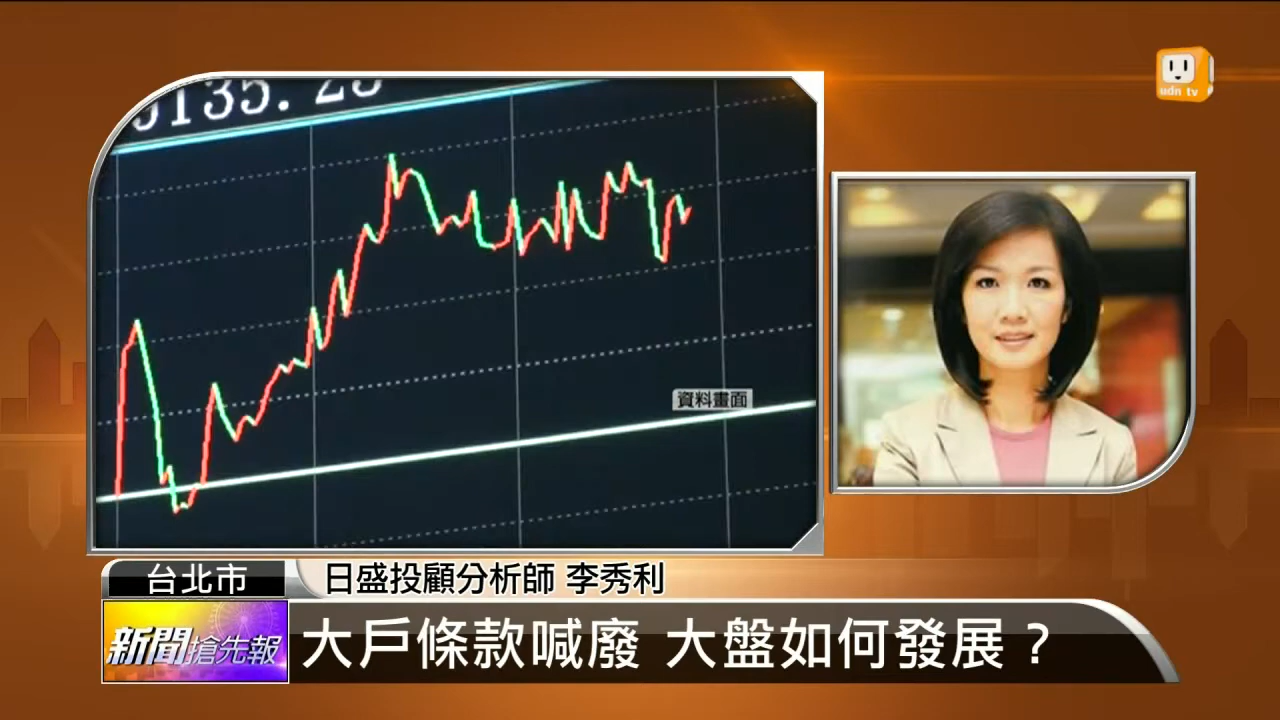 udn tv
資料畫面
台北市
日盛投顧分析師 李秀利
新聞搶先報
大戶條款喊廢 大盤如何發展？